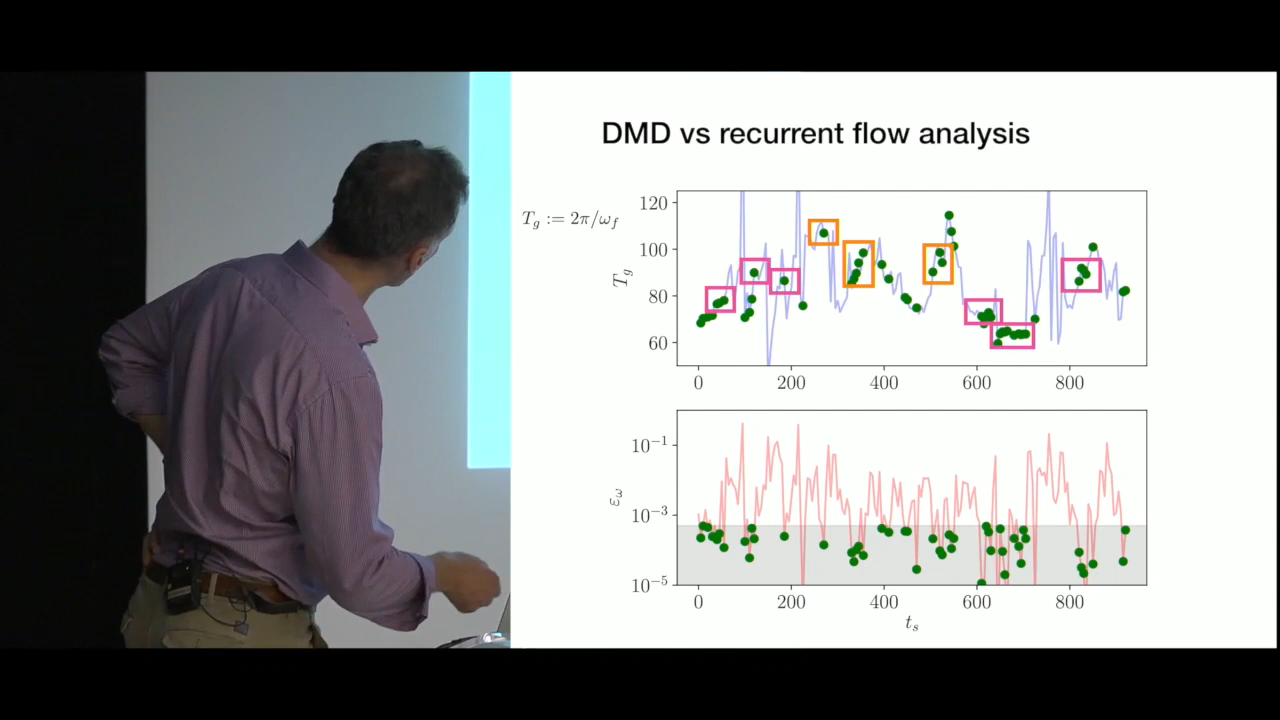 DMD vs recurrent flow analysis
T_g := 2π/ω_f
120
100
80
60
T_g
0 200 400 600 800
10^{-1}
10^{-3}
10^{-5}
ε_ω
0 200 400 600 800
t_s